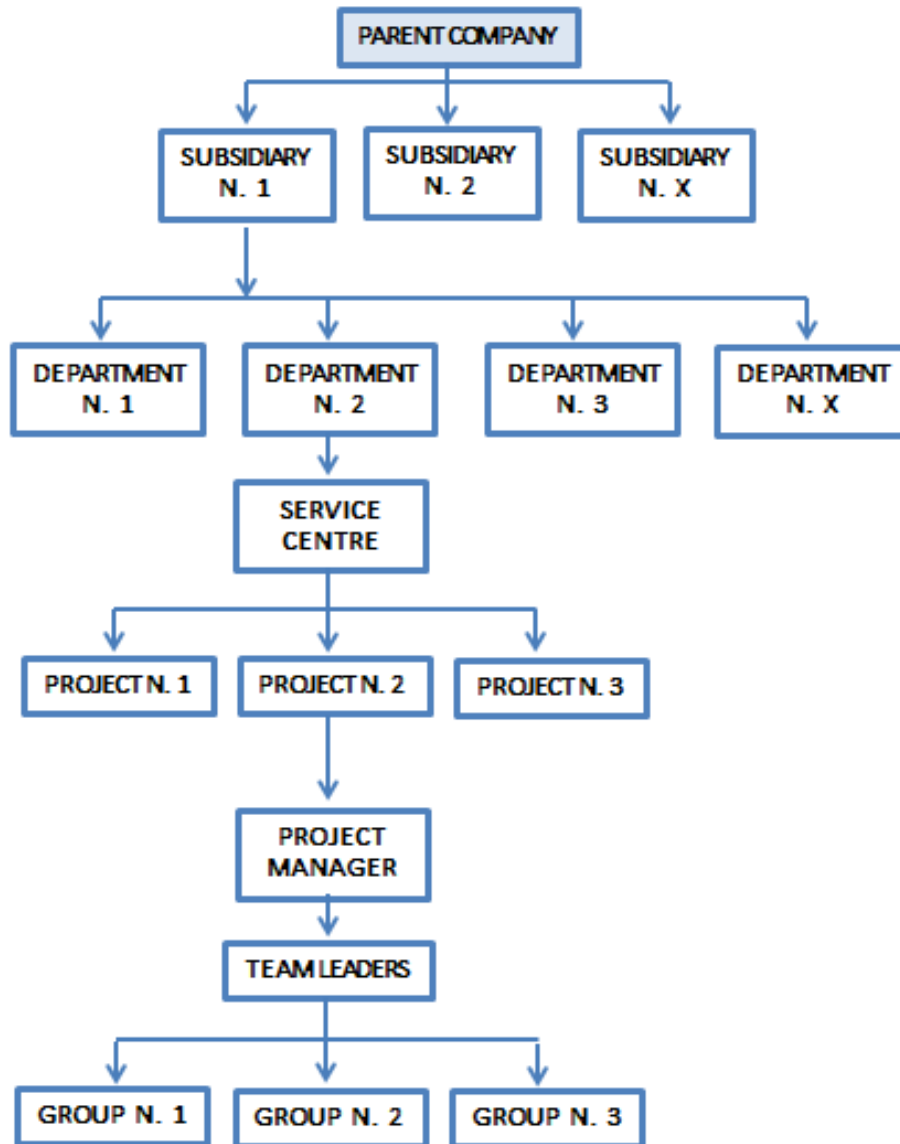 PARENT COMPANY
SUBSIDIARY
N. 1
SUBSIDIARY
N. 2
SUBSIDIARY
N. X
DEPARTMENT
N. 1
DEPARTMENT
N. 2
DEPARTMENT
N. 3
DEPARTMENT
N. X
SERVICE
CENTRE
PROJECT N. 1
PROJECT N. 2
PROJECT N. 3
PROJECT
MANAGER
TEAM LEADERS
GROUP N. 1
GROUP N. 2
GROUP N. 3